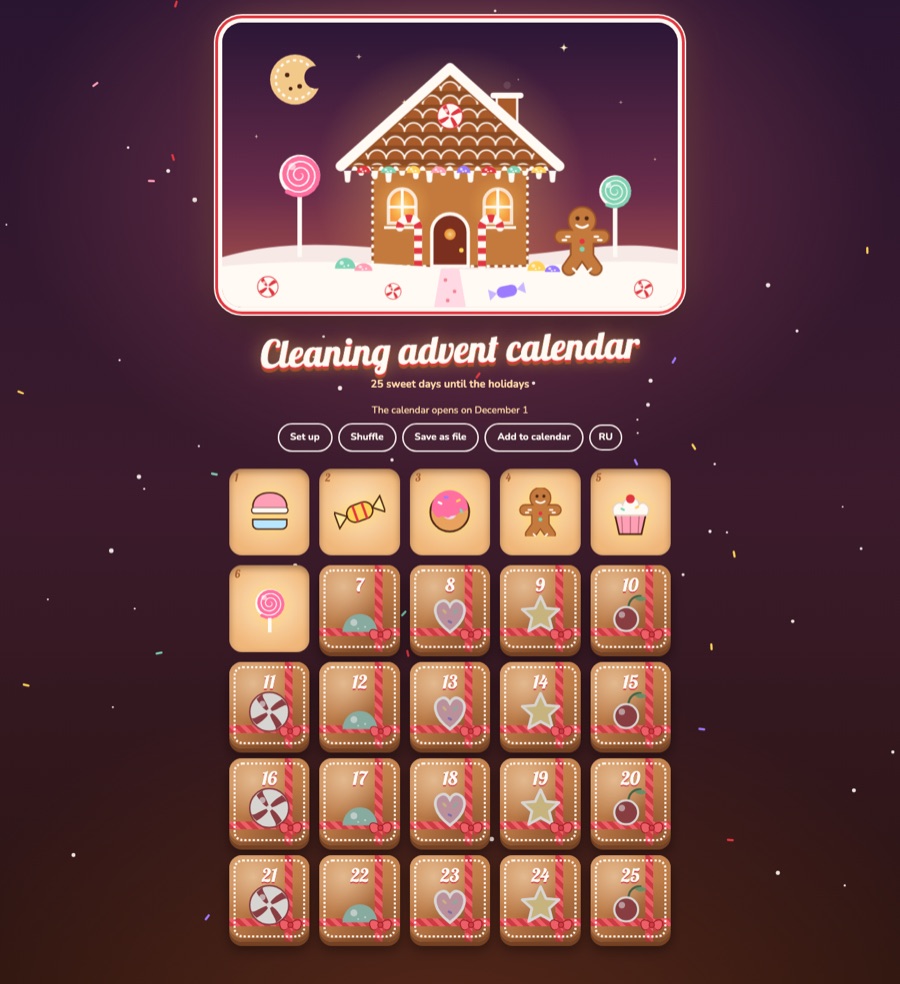 Cleaning advent calendar
25 sweet days until the holidays
The calendar opens on December 1
Set up Shuffle Save as file Add to calendar RU
1 2 3 4 5
6 7 8 9 10
11 12 13 14 15
16 17 18 19 20
21 22 23 24 25